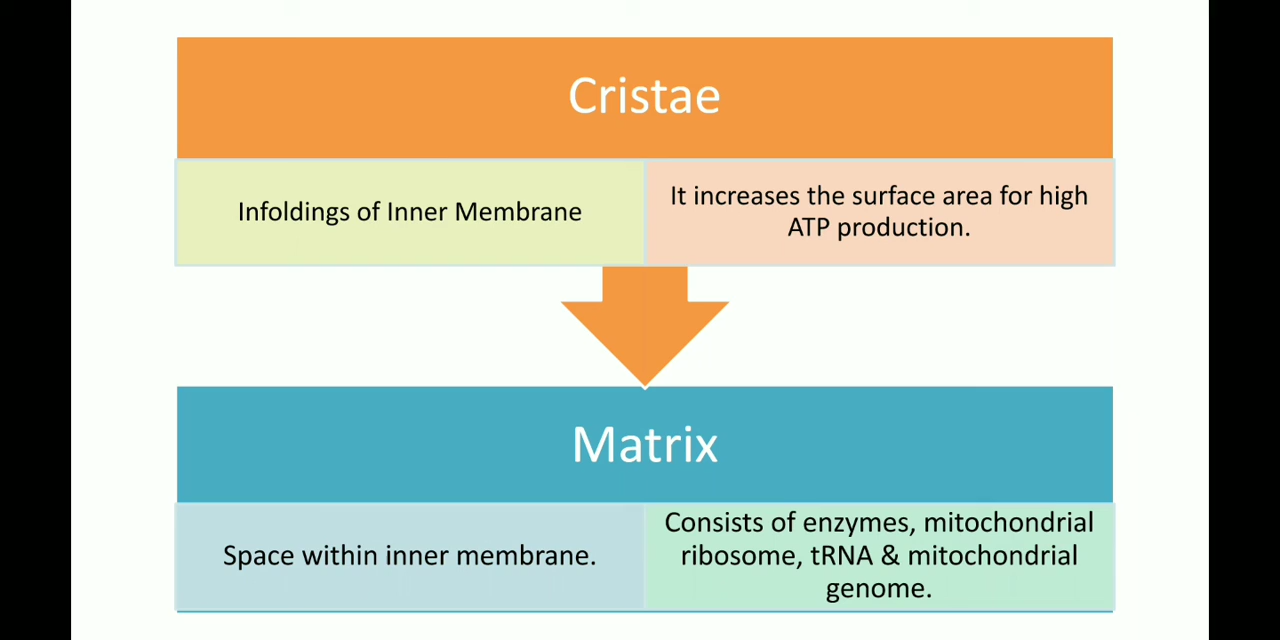 Cristae
Infoldings of Inner Membrane
It increases the surface area for high
ATP production.
Matrix
Space within inner membrane.
Consists of enzymes, mitochondrial
ribosome, tRNA & mitochondrial
genome.